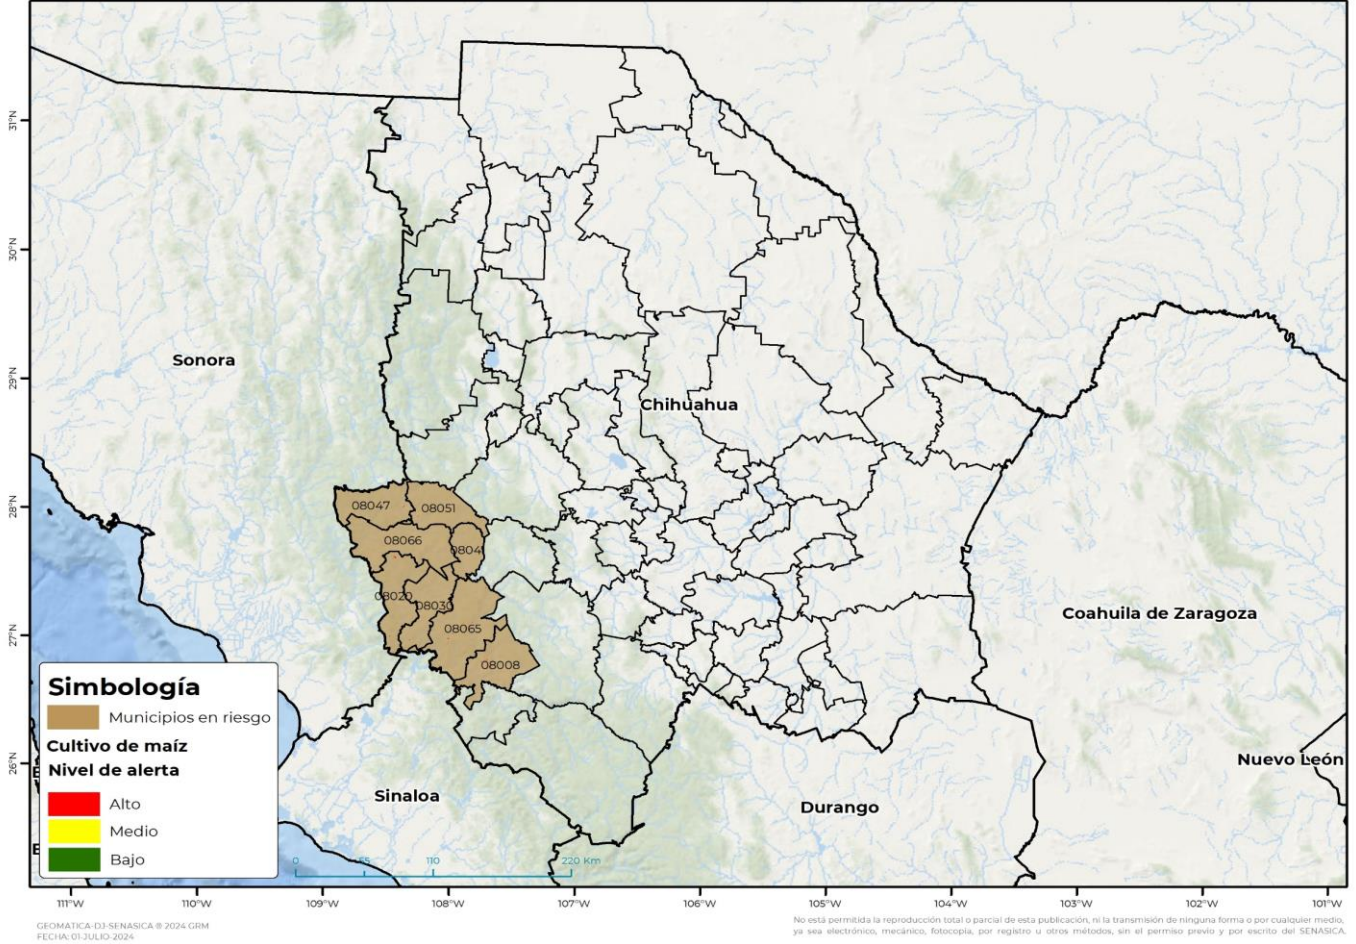 31°N
30°N
29°N
28°N
27°N
26°N
Sonora
Chihuahua
Coahuila de Zaragoza
Nuevo León
Durango
Sinaloa
08047
08051
08066
0804
08020
08030
08065
08008
Simbología
Municipios en riesgo
Cultivo de maíz
Nivel de alerta
Alto
Medio
Bajo
0 55 110 220 Km
111°W 110°W 109°W 108°W 107°W 106°W 105°W 104°W 103°W 102°W 101°W
GEOMATICA-DJ-SENASICA ® 2024 GRM
FECHA: 01-JULIO-2024
No está permitida la reproducción total o parcial de esta publicación, ni la transmisión de ninguna forma o por cualquier medio,
ya sea electrónico, mecánico, fotocopia, por registro u otros métodos, sin el permiso previo y por escrito del SENASICA.